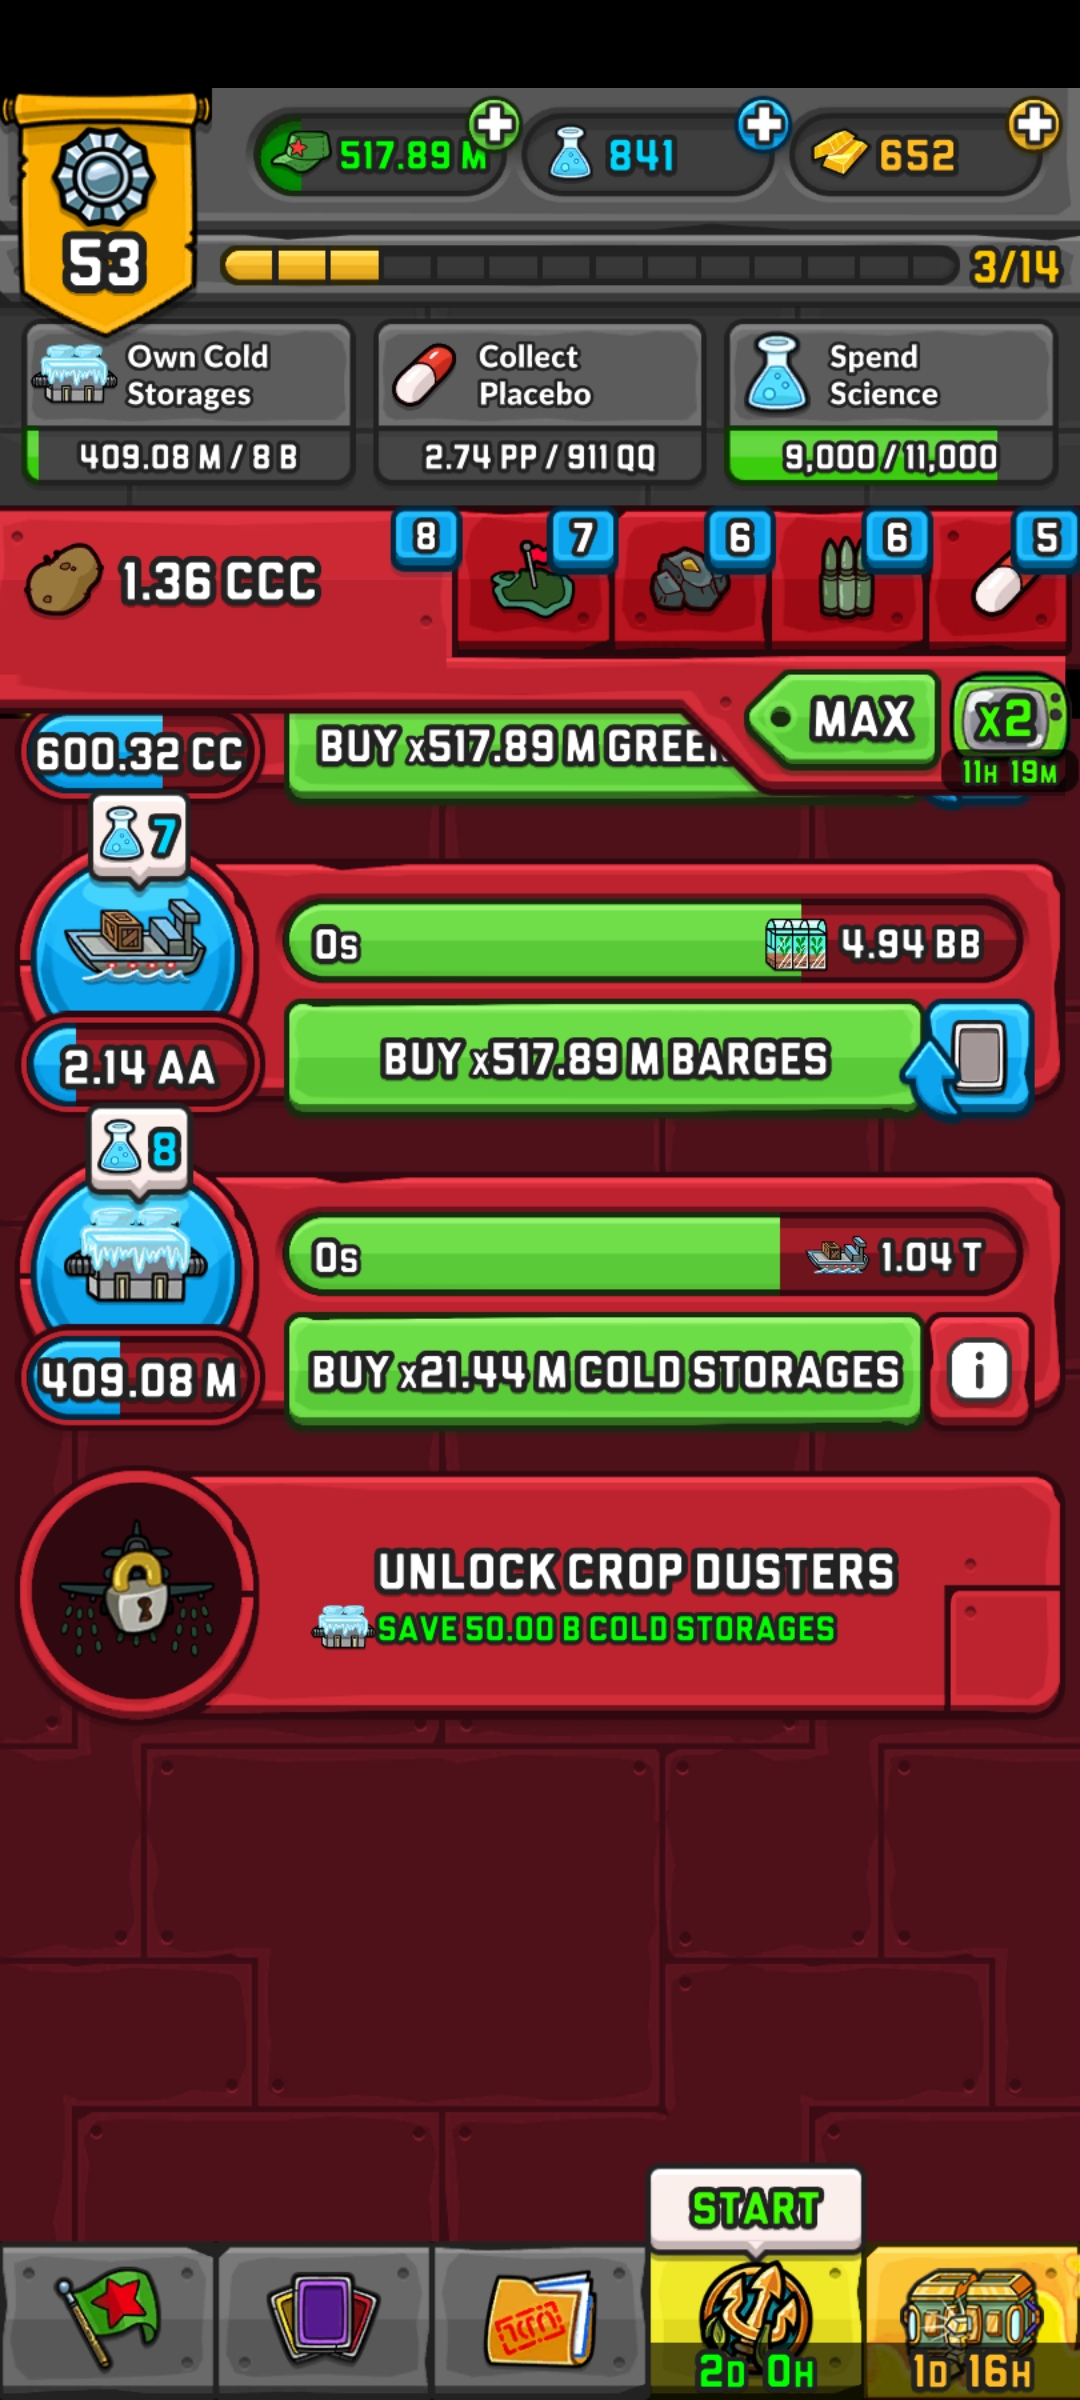 517.89 M
841
652
53
3/14
Own Cold
Storages
409.08 M / 8 B
Collect
Placebo
2.74 PP / 911 QQ
Spend
Science
9,000 / 11,000
1.36 CCC
8
7
6
6
5
MAX
x2
11H 19M
600.32 CC
BUY x517.89 M
7
0s
4.94 BB
2.14 AA
BUY x517.89 M BARGES
8
0s
1.04 T
409.08 M
BUY x21.44 M COLD STORAGES
i
UNLOCK CROP DUSTERS
SAVE 50.00 B COLD STORAGES
START
2D 0H
1D 16H